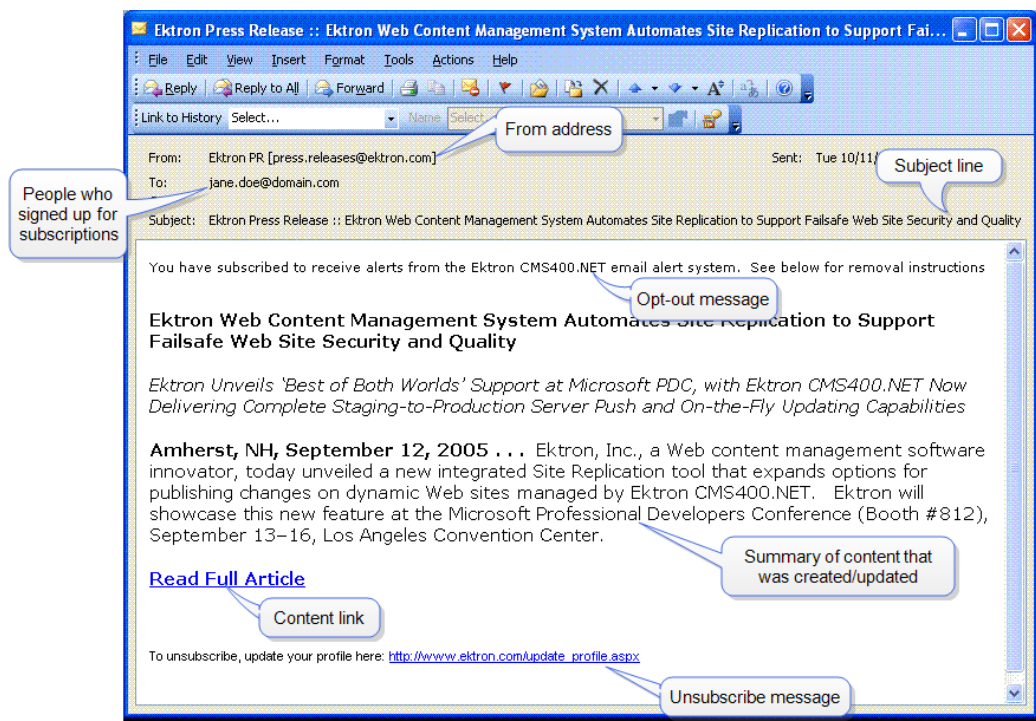 Ektron Press Release :: Ektron Web Content Management System Automates Site Replication to Support Fai...
File Edit View Insert Format Tools Actions Help
Reply Reply to All Forward
Link to History Select... Name Select
From address
From: Ektron PR [press.releases@ektron.com] Sent: Tue 10/11/
Subject line
To: jane.doe@domain.com
People who
signed up for
subscriptions
Subject: Ektron Press Release :: Ektron Web Content Management System Automates Site Replication to Support Failsafe Web Site Security and Quality
You have subscribed to receive alerts from the Ektron CMS400.NET email alert system. See below for removal instructions
Opt-out message
Ektron Web Content Management System Automates Site Replication to Support
Failsafe Web Site Security and Quality
Ektron Unveils ‘Best of Both Worlds’ Support at Microsoft PDC, with Ektron CMS400.NET Now
Delivering Complete Staging-to-Production Server Push and On-the-Fly Updating Capabilities
Amherst, NH, September 12, 2005 . . . Ektron, Inc., a Web content management software
innovator, today unveiled a new integrated Site Replication tool that expands options for
publishing changes on dynamic Web sites managed by Ektron CMS400.NET. Ektron will
showcase this new feature at the Microsoft Professional Developers Conference (Booth #812),
September 13–16, Los Angeles Convention Center.
Summary of content that
was created/updated
Read Full Article
Content link
To unsubscribe, update your profile here: http://www.ektron.com/update_profile.aspx
Unsubscribe message